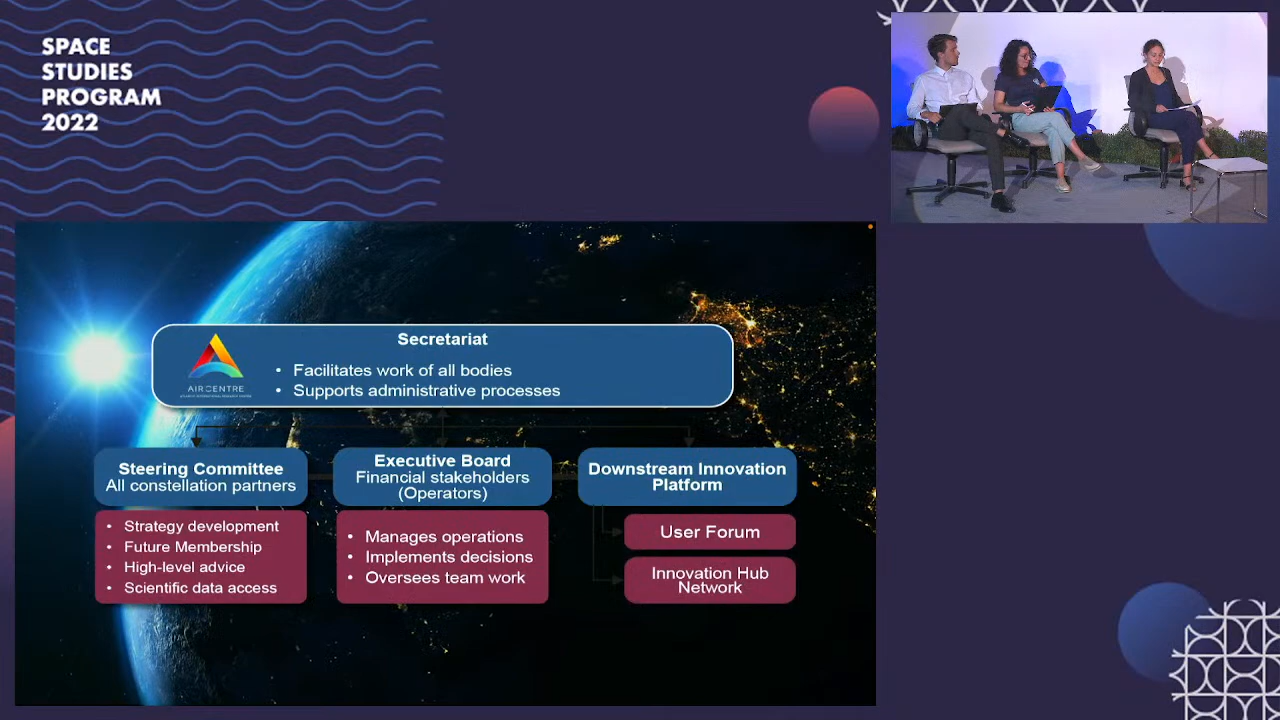 SPACE
STUDIES
PROGRAM
2022
Secretariat
• Facilitates work of all bodies
• Supports administrative processes
AIR CENTRE
Steering Committee
All constellation partners
• Strategy development
• Future Membership
• High-level advice
• Scientific data access
Executive Board
Financial stakeholders
(Operators)
• Manages operations
• Implements decisions
• Oversees team work
Downstream Innovation
Platform
User Forum
Innovation Hub
Network